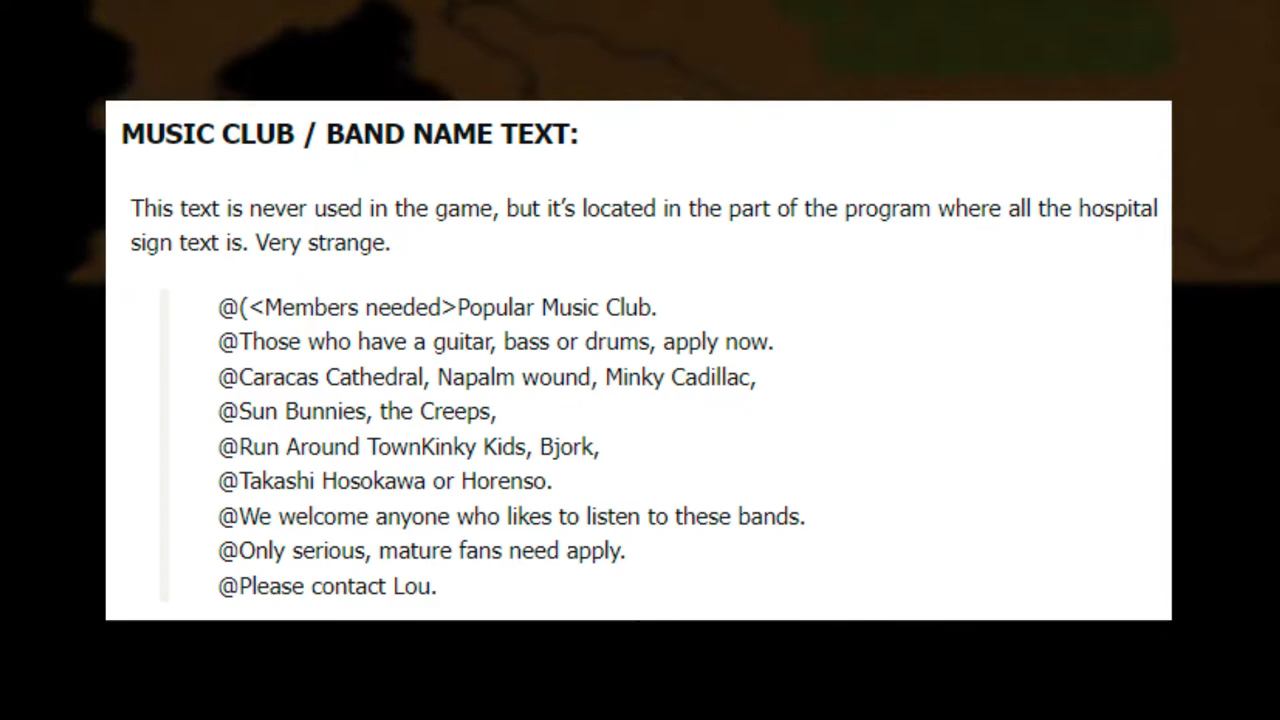 MUSIC CLUB / BAND NAME TEXT:
This text is never used in the game, but it’s located in the part of the program where all the hospital
sign text is. Very strange.
@(<Members needed>Popular Music Club.
@Those who have a guitar, bass or drums, apply now.
@Caracas Cathedral, Napalm wound, Minky Cadillac,
@Sun Bunnies, the Creeps,
@Run Around TownKinky Kids, Bjork,
@Takashi Hosokawa or Horenso.
@We welcome anyone who likes to listen to these bands.
@Only serious, mature fans need apply.
@Please contact Lou.